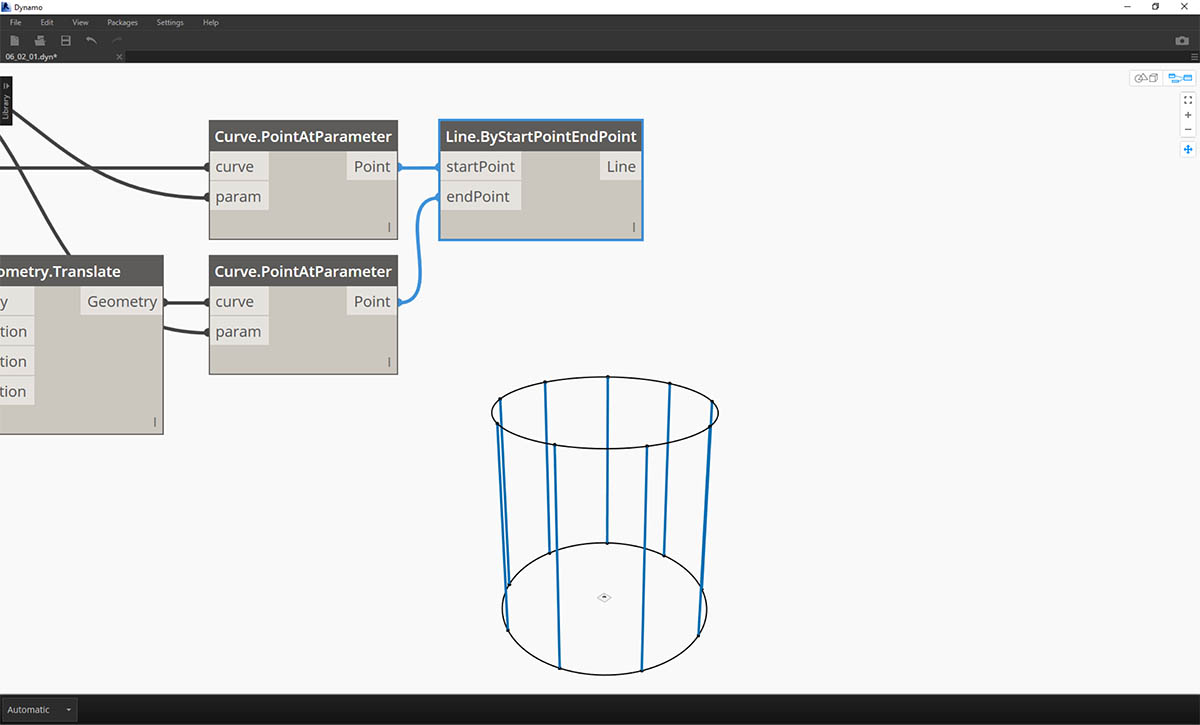 Dynamo
File Edit View Packages Settings Help
06_02_01.dyn*
Library
Curve.PointAtParameter
curve Point
param
l
Line.ByStartPointEndPoint
startPoint Line
endPoint
l
ometry.Translate
y Geometry
tion
tion
tion
l
Curve.PointAtParameter
curve Point
param
l
Automatic